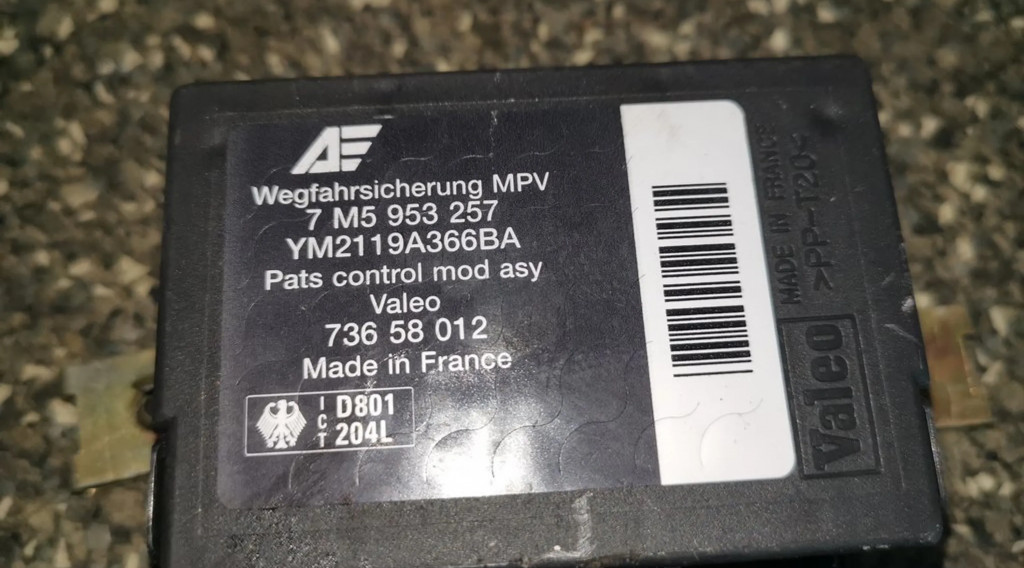 AE
Wegfahrsicherung MPV
7 M5 953 257
YM2119A366BA
Pats control mod asy
Valeo
736 58 012
Made in France
ICT
D801
204L
MADE IN FRANCE
>PP-T20<
Valeo